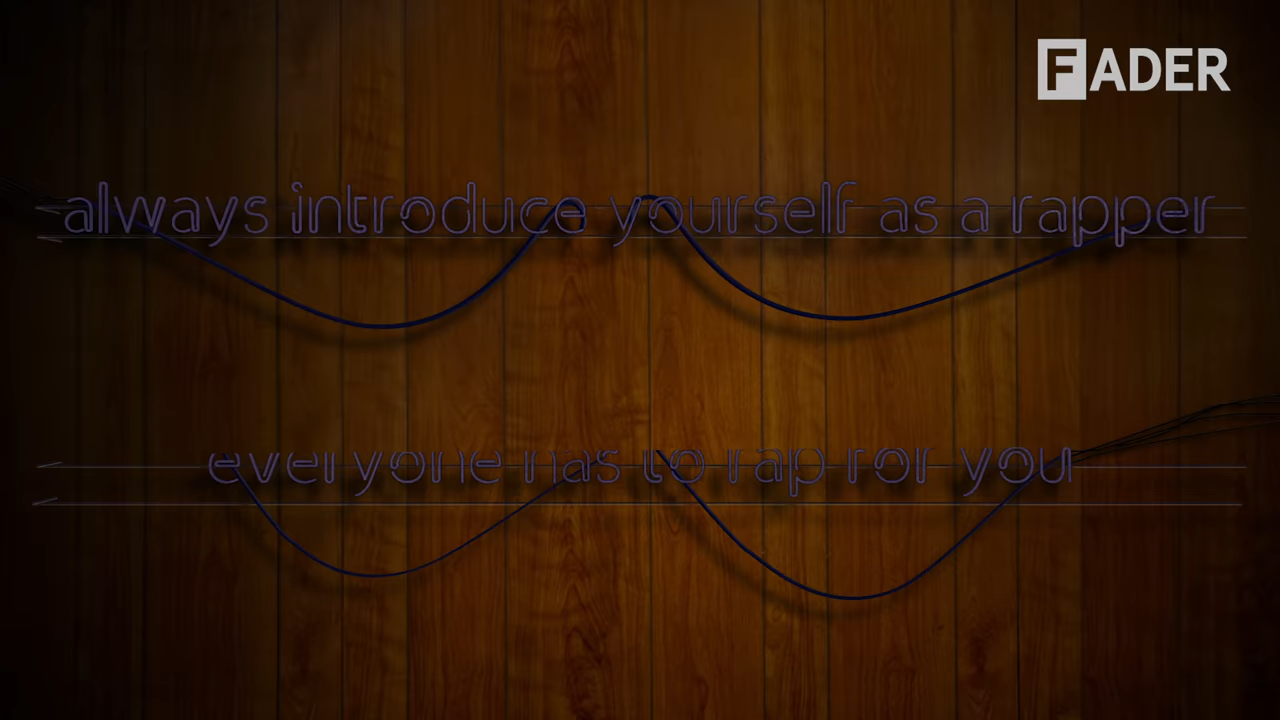 FADER
always introduce yourself as a rapper
everyone has to rap for you